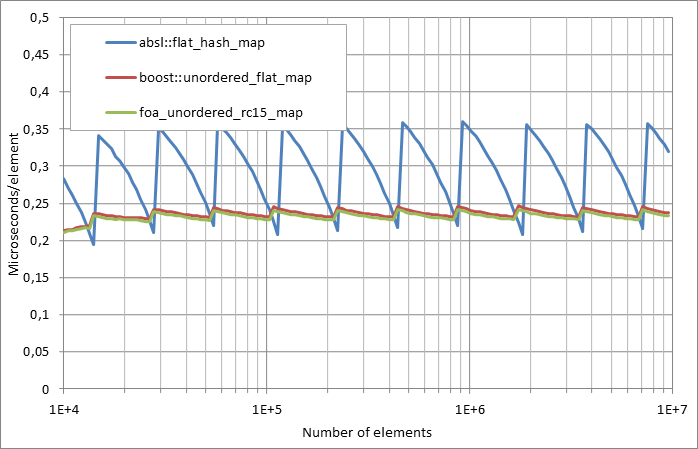 0,5
0,45
0,4
0,35
0,3
0,25
0,2
0,15
0,1
0,05
0
Microseconds/element
absl::flat_hash_map
boost::unordered_flat_map
foa_unordered_rc15_map
1E+4 1E+5 1E+6 1E+7
Number of elements